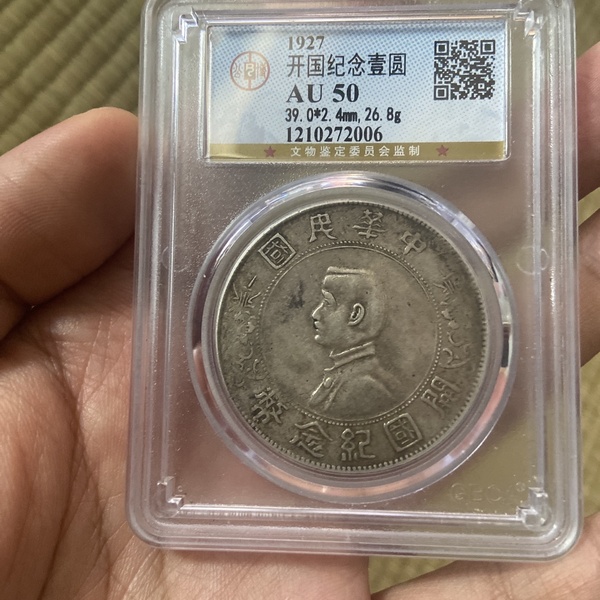 1927
开国纪念壹圆
AU 50
39.0*2.4mm,26.8g
1210272006
★ 文物鉴定委员会监制 ★
中華民國
開國紀念幣